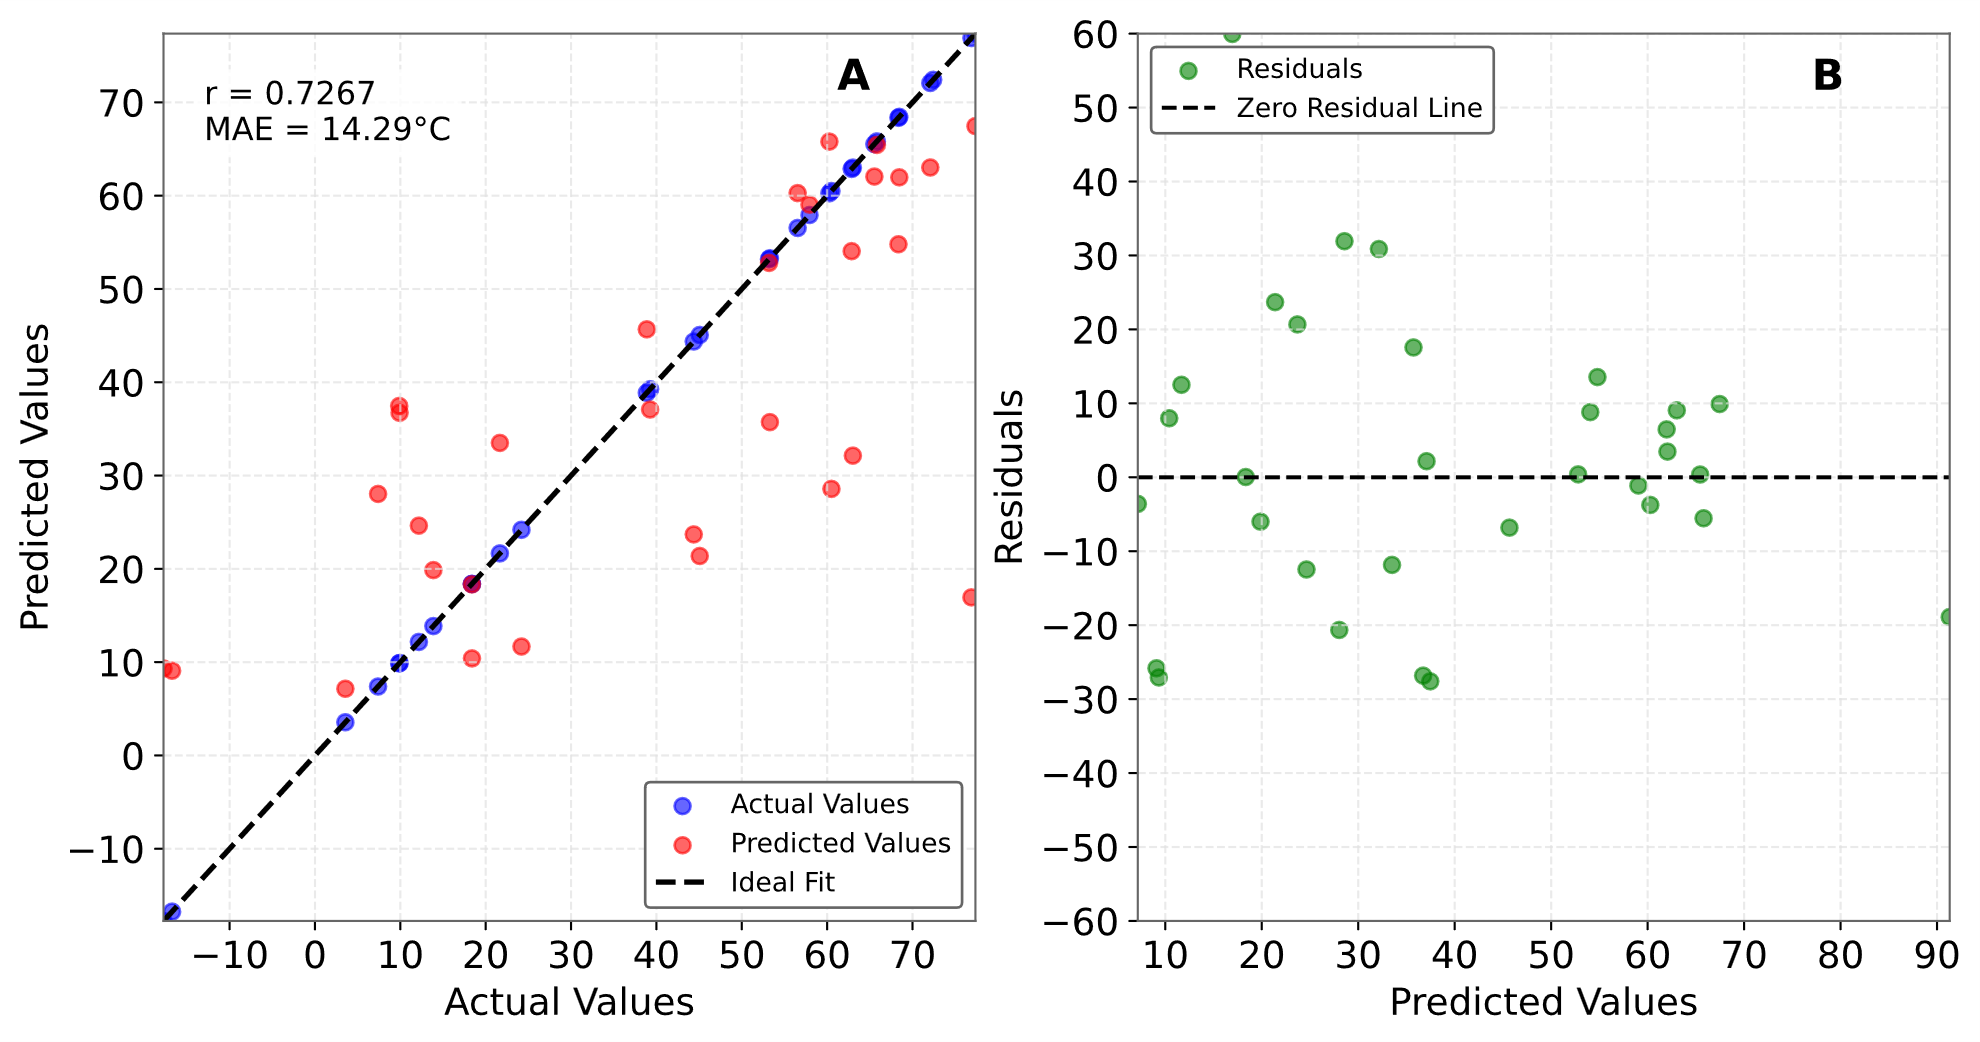 A
r = 0.7267
MAE = 14.29°C
70
60
50
40
30
20
10
0
−10
Predicted Values
Actual Values
Predicted Values
Ideal Fit
−10 0 10 20 30 40 50 60 70
Actual Values
B
Residuals
Zero Residual Line
60
50
40
30
20
10
0
−10
−20
−30
−40
−50
−60
Residuals
10 20 30 40 50 60 70 80 90
Predicted Values